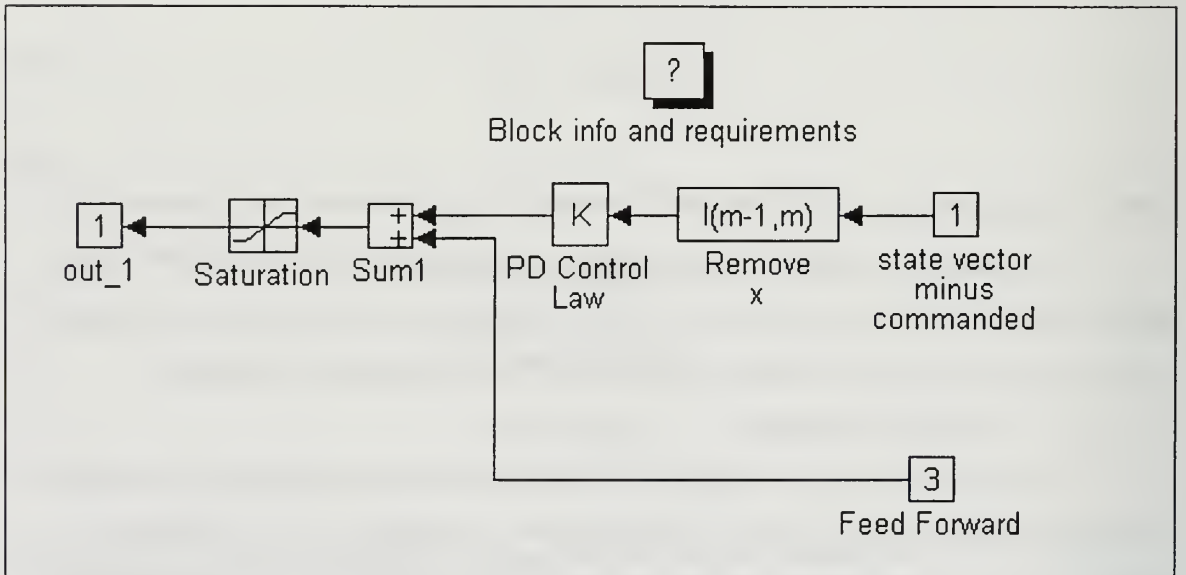 ?
Block info and requirements
1
out_1
Saturation
+
+
Sum1
K
PD Control
Law
I(m-1,m)
Remove
x
1
state vector
minus
commanded
3
Feed Forward